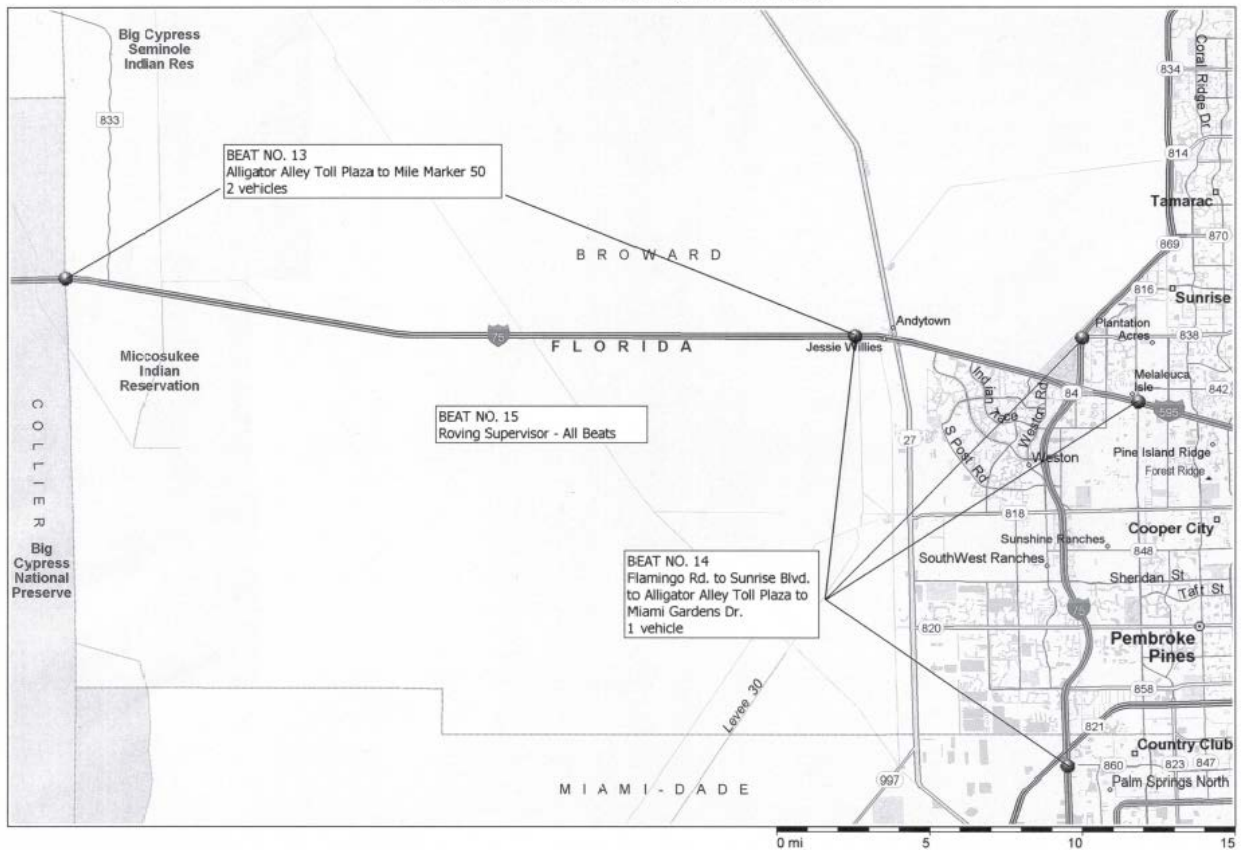 Big Cypress
Seminole
Indian Res
833
BEAT NO. 13
Alligator Alley Toll Plaza to Mile Marker 50
2 vehicles
834
Coral Ridge Dr
814
Tamarac
870
869
BROWARD
816
Sunrise
Andytown
Plantation
Acres
838
75
FLORIDA
Jessie Willies
Miccosukee
Indian
Reservation
Melaleuca
Isle
842
84
595
Indian Trce
Weston Rd
S Post Rd
Weston
27
BEAT NO. 15
Roving Supervisor - All Beats
Pine Island Ridge
Forest Ridge
COLLIER
818
Cooper City
Sunshine Ranches
848
SouthWest Ranches
Big
Cypress
National
Preserve
BEAT NO. 14
Flamingo Rd. to Sunrise Blvd.
to Alligator Alley Toll Plaza to
Miami Gardens Dr.
1 vehicle
Sheridan St
Taft St
75
820
Pembroke
Pines
858
Levee 30
821
Country Club
860
823
847
997
Palm Springs North
MIAMI-DADE
0 mi
5
10
15